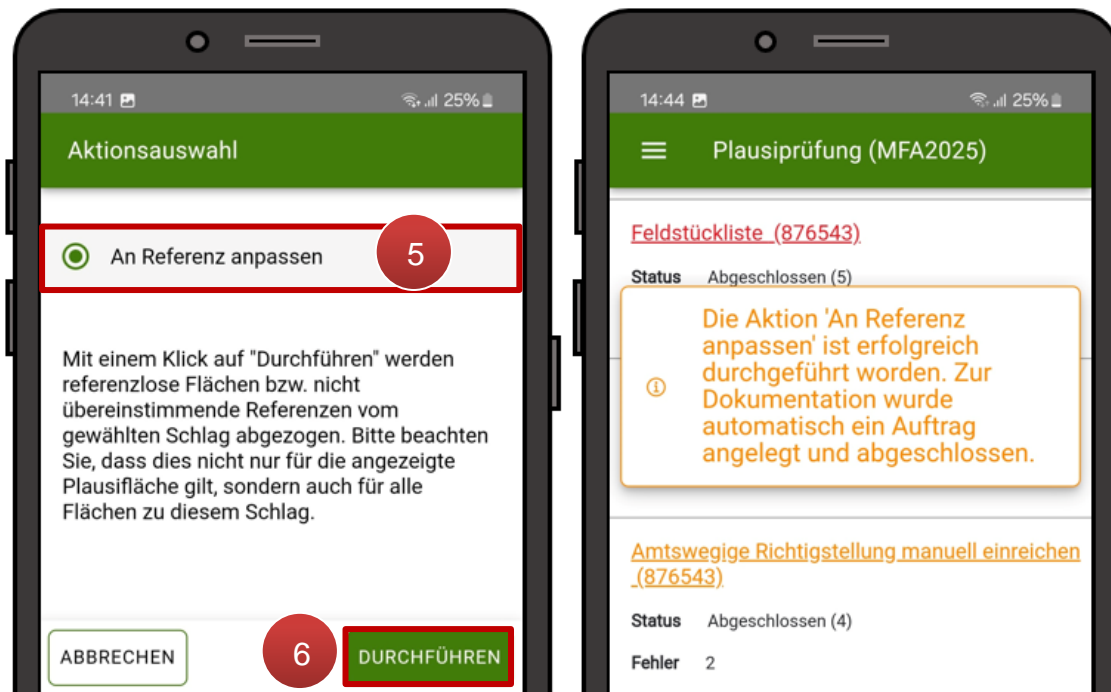 14:41
25%
Aktionsauswahl
An Referenz anpassen
5
Mit einem Klick auf "Durchführen" werden
referenzlose Flächen bzw. nicht
übereinstimmende Referenzen vom
gewählten Schlag abgezogen. Bitte beachten
Sie, dass dies nicht nur für die angezeigte
Plausifläche gilt, sondern auch für alle
Flächen zu diesem Schlag.
ABBRECHEN
6
DURCHFÜHREN
14:44
25%
Plausiprüfung (MFA2025)
Feldstückliste (876543)
Status Abgeschlossen (5)
Die Aktion 'An Referenz
anpassen' ist erfolgreich
durchgeführt worden. Zur
Dokumentation wurde
automatisch ein Auftrag
angelegt und abgeschlossen.
Amtswegige Richtigstellung manuell einreichen
(876543)
Status Abgeschlossen (4)
Fehler 2